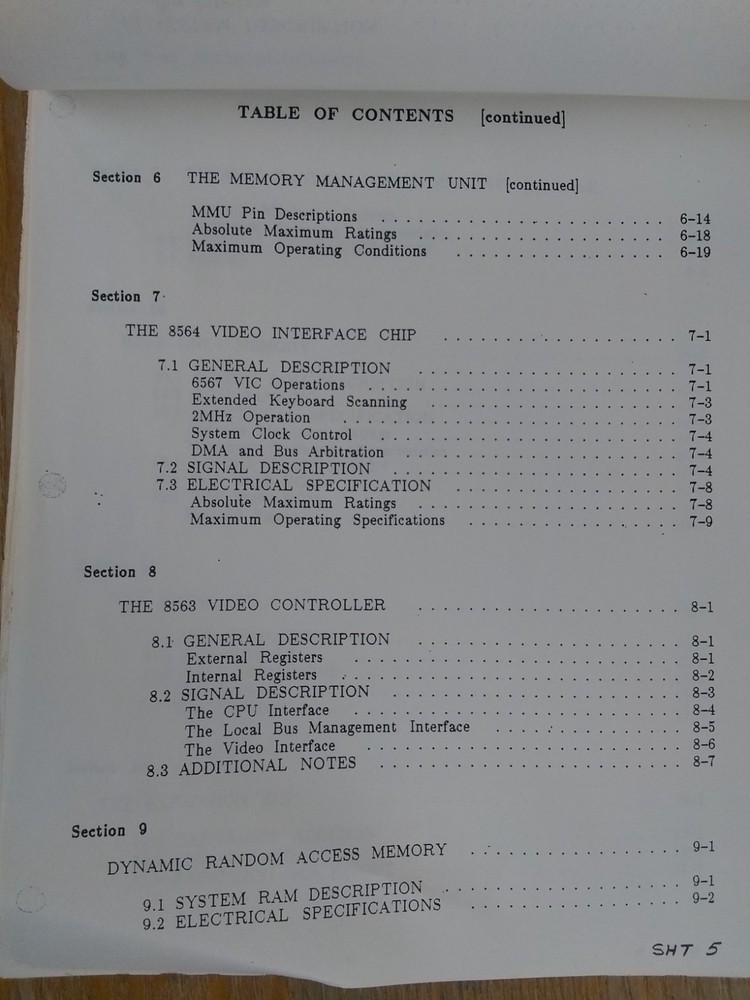 TABLE OF CONTENTS [continued]
Section 6 THE MEMORY MANAGEMENT UNIT [continued]
MMU Pin Descriptions . . . . . . . . . . . . . . . . . . . . . . 6-14
Absolute Maximum Ratings . . . . . . . . . . . . . . . . . . . 6-18
Maximum Operating Conditions . . . . . . . . . . . . . . . . 6-19
Section 7
THE 8564 VIDEO INTERFACE CHIP . . . . . . . . . . . . . . . . . 7-1
7.1 GENERAL DESCRIPTION . . . . . . . . . . . . . . . . . . . . 7-1
6567 VIC Operations . . . . . . . . . . . . . . . . . . . . . . . 7-1
Extended Keyboard Scanning . . . . . . . . . . . . . . . . . . . 7-3
2MHz Operation . . . . . . . . . . . . . . . . . . . . . . . . . 7-3
System Clock Control . . . . . . . . . . . . . . . . . . . . . . 7-4
DMA and Bus Arbitration . . . . . . . . . . . . . . . . . . . . 7-4
7.2 SIGNAL DESCRIPTION . . . . . . . . . . . . . . . . . . . . . 7-4
7.3 ELECTRICAL SPECIFICATION . . . . . . . . . . . . . . . . . 7-8
Absolute Maximum Ratings . . . . . . . . . . . . . . . . . . . . 7-8
Maximum Operating Specifications . . . . . . . . . . . . . . . . 7-9
Section 8
THE 8563 VIDEO CONTROLLER . . . . . . . . . . . . . . . . . . . . 8-1
8.1 GENERAL DESCRIPTION . . . . . . . . . . . . . . . . . . . . 8-1
External Registers . . . . . . . . . . . . . . . . . . . . . . . . 8-1
Internal Registers . . . . . . . . . . . . . . . . . . . . . . . . 8-2
8.2 SIGNAL DESCRIPTION . . . . . . . . . . . . . . . . . . . . . 8-3
The CPU Interface . . . . . . . . . . . . . . . . . . . . . . . . 8-4
The Local Bus Management Interface . . . . . . . . . . . . . . 8-5
The Video Interface . . . . . . . . . . . . . . . . . . . . . . . 8-6
8.3 ADDITIONAL NOTES . . . . . . . . . . . . . . . . . . . . . . 8-7
Section 9
DYNAMIC RANDOM ACCESS MEMORY . . . . . . . . . . . . . . . . 9-1
9.1 SYSTEM RAM DESCRIPTION . . . . . . . . . . . . . . . . . . 9-1
9.2 ELECTRICAL SPECIFICATIONS . . . . . . . . . . . . . . . . 9-2
SHT 5